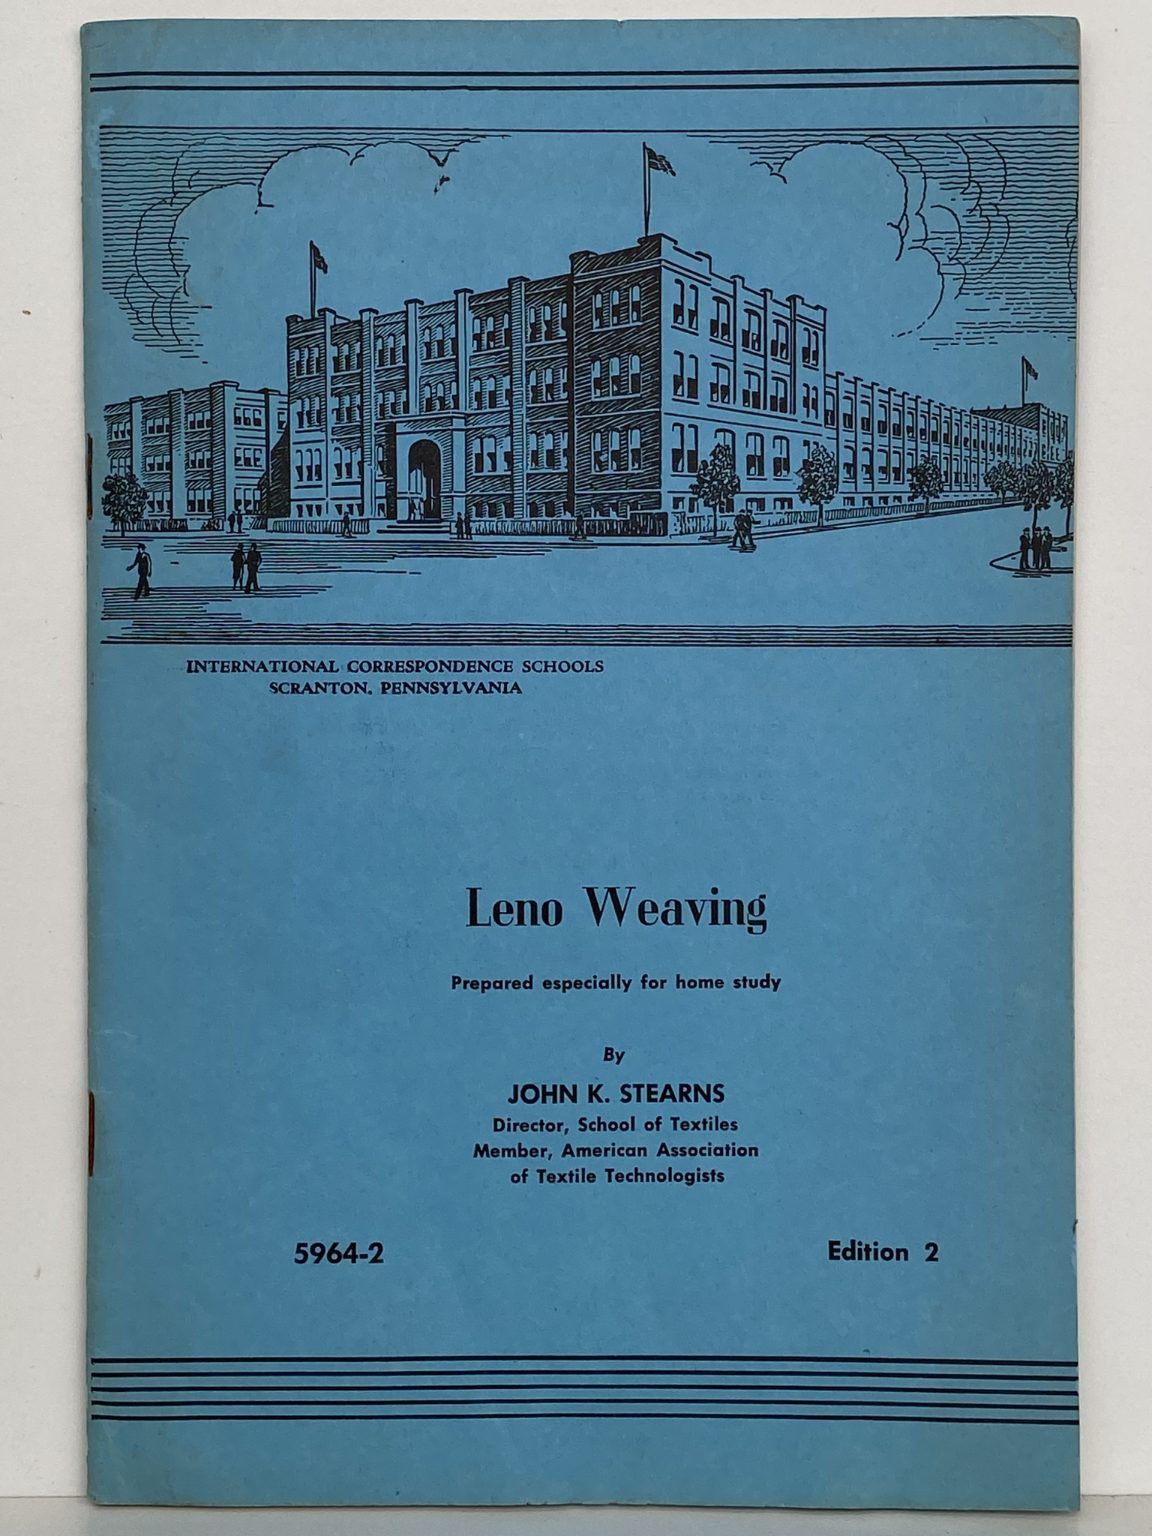 INTERNATIONAL CORRESPONDENCE SCHOOLS
SCRANTON, PENNSYLVANIA
Leno Weaving
Prepared especially for home study
By
JOHN K. STEARNS
Director, School of Textiles
Member, American Association
of Textile Technologists
5964-2
Edition 2